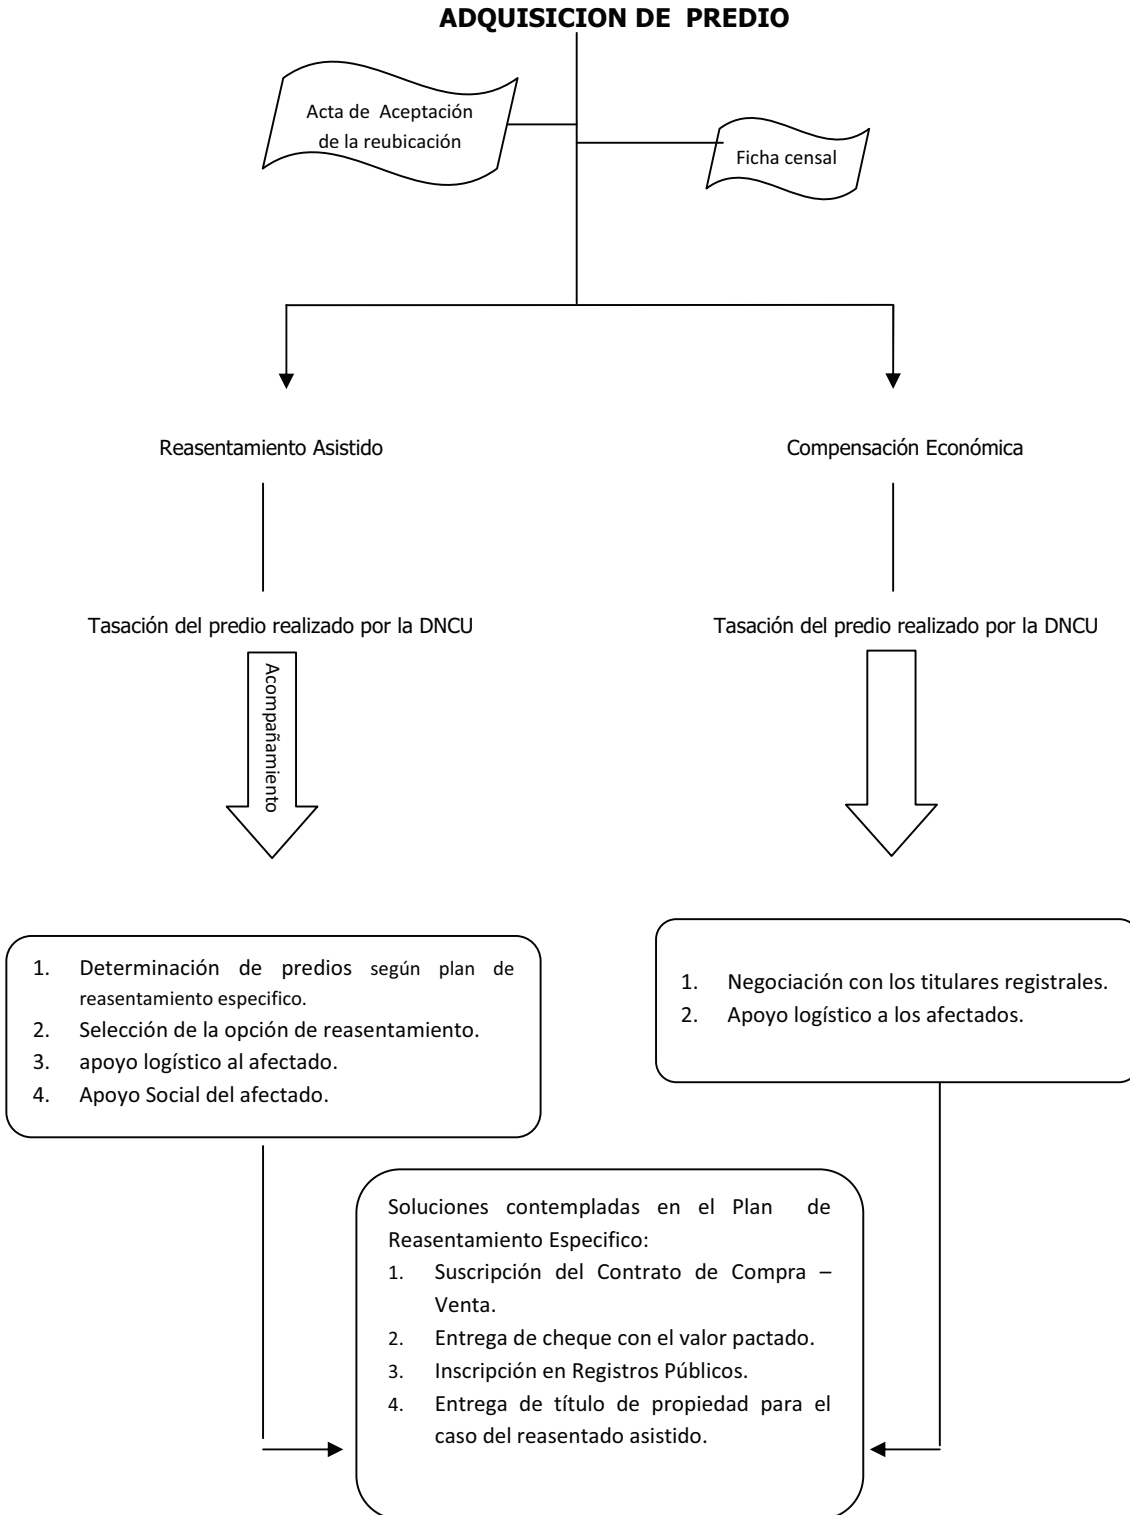 ADQUISICION DE PREDIO
Acta de Aceptación
de la reubicación
Ficha censal
Reasentamiento Asistido
Compensación Económica
Tasación del predio realizado por la DNCU
Tasación del predio realizado por la DNCU
Acompañamiento
1. Determinación de predios según plan de
reasentamiento especifico.
2. Selección de la opción de reasentamiento.
3. apoyo logístico al afectado.
4. Apoyo Social del afectado.
1. Negociación con los titulares registrales.
2. Apoyo logístico a los afectados.
Soluciones contempladas en el Plan de
Reasentamiento Especifico:
1. Suscripción del Contrato de Compra –
Venta.
2. Entrega de cheque con el valor pactado.
3. Inscripción en Registros Públicos.
4. Entrega de título de propiedad para el
caso del reasentado asistido.